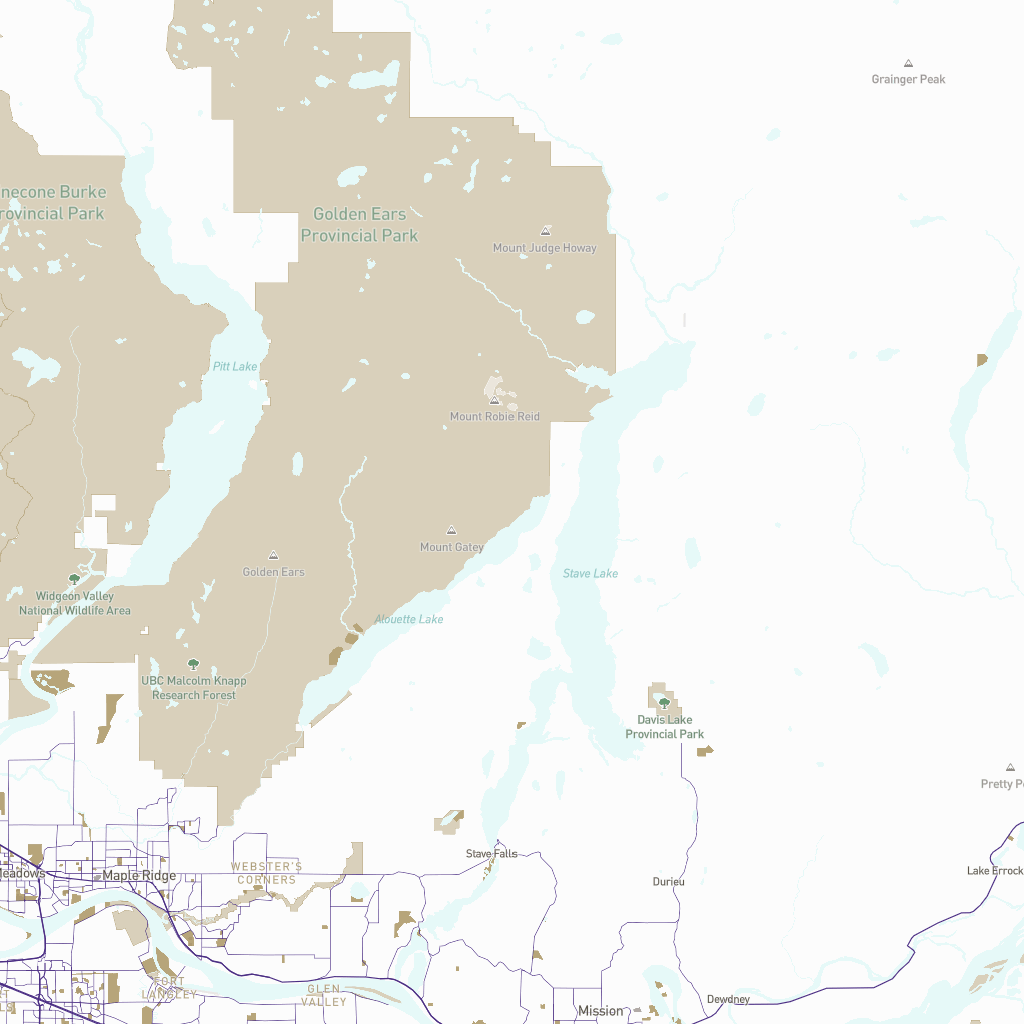 Grainger Peak
necone Burke
rovincial Park
Golden Ears
Provincial Park
Mount Judge Howay
Pitt Lake
Mount Robie Reid
Mount Gatey
Golden Ears
Stave Lake
Widgeon Valley
National Wildlife Area
Alouette Lake
UBC Malcolm Knapp
Research Forest
Davis Lake
Provincial Park
Pretty Pe
Stave Falls
Meadows
Maple Ridge
WEBSTER'S
CORNERS
Durieu
Lake Errock
FORT
LANGLEY
GLEN
VALLEY
Dewdney
Mission